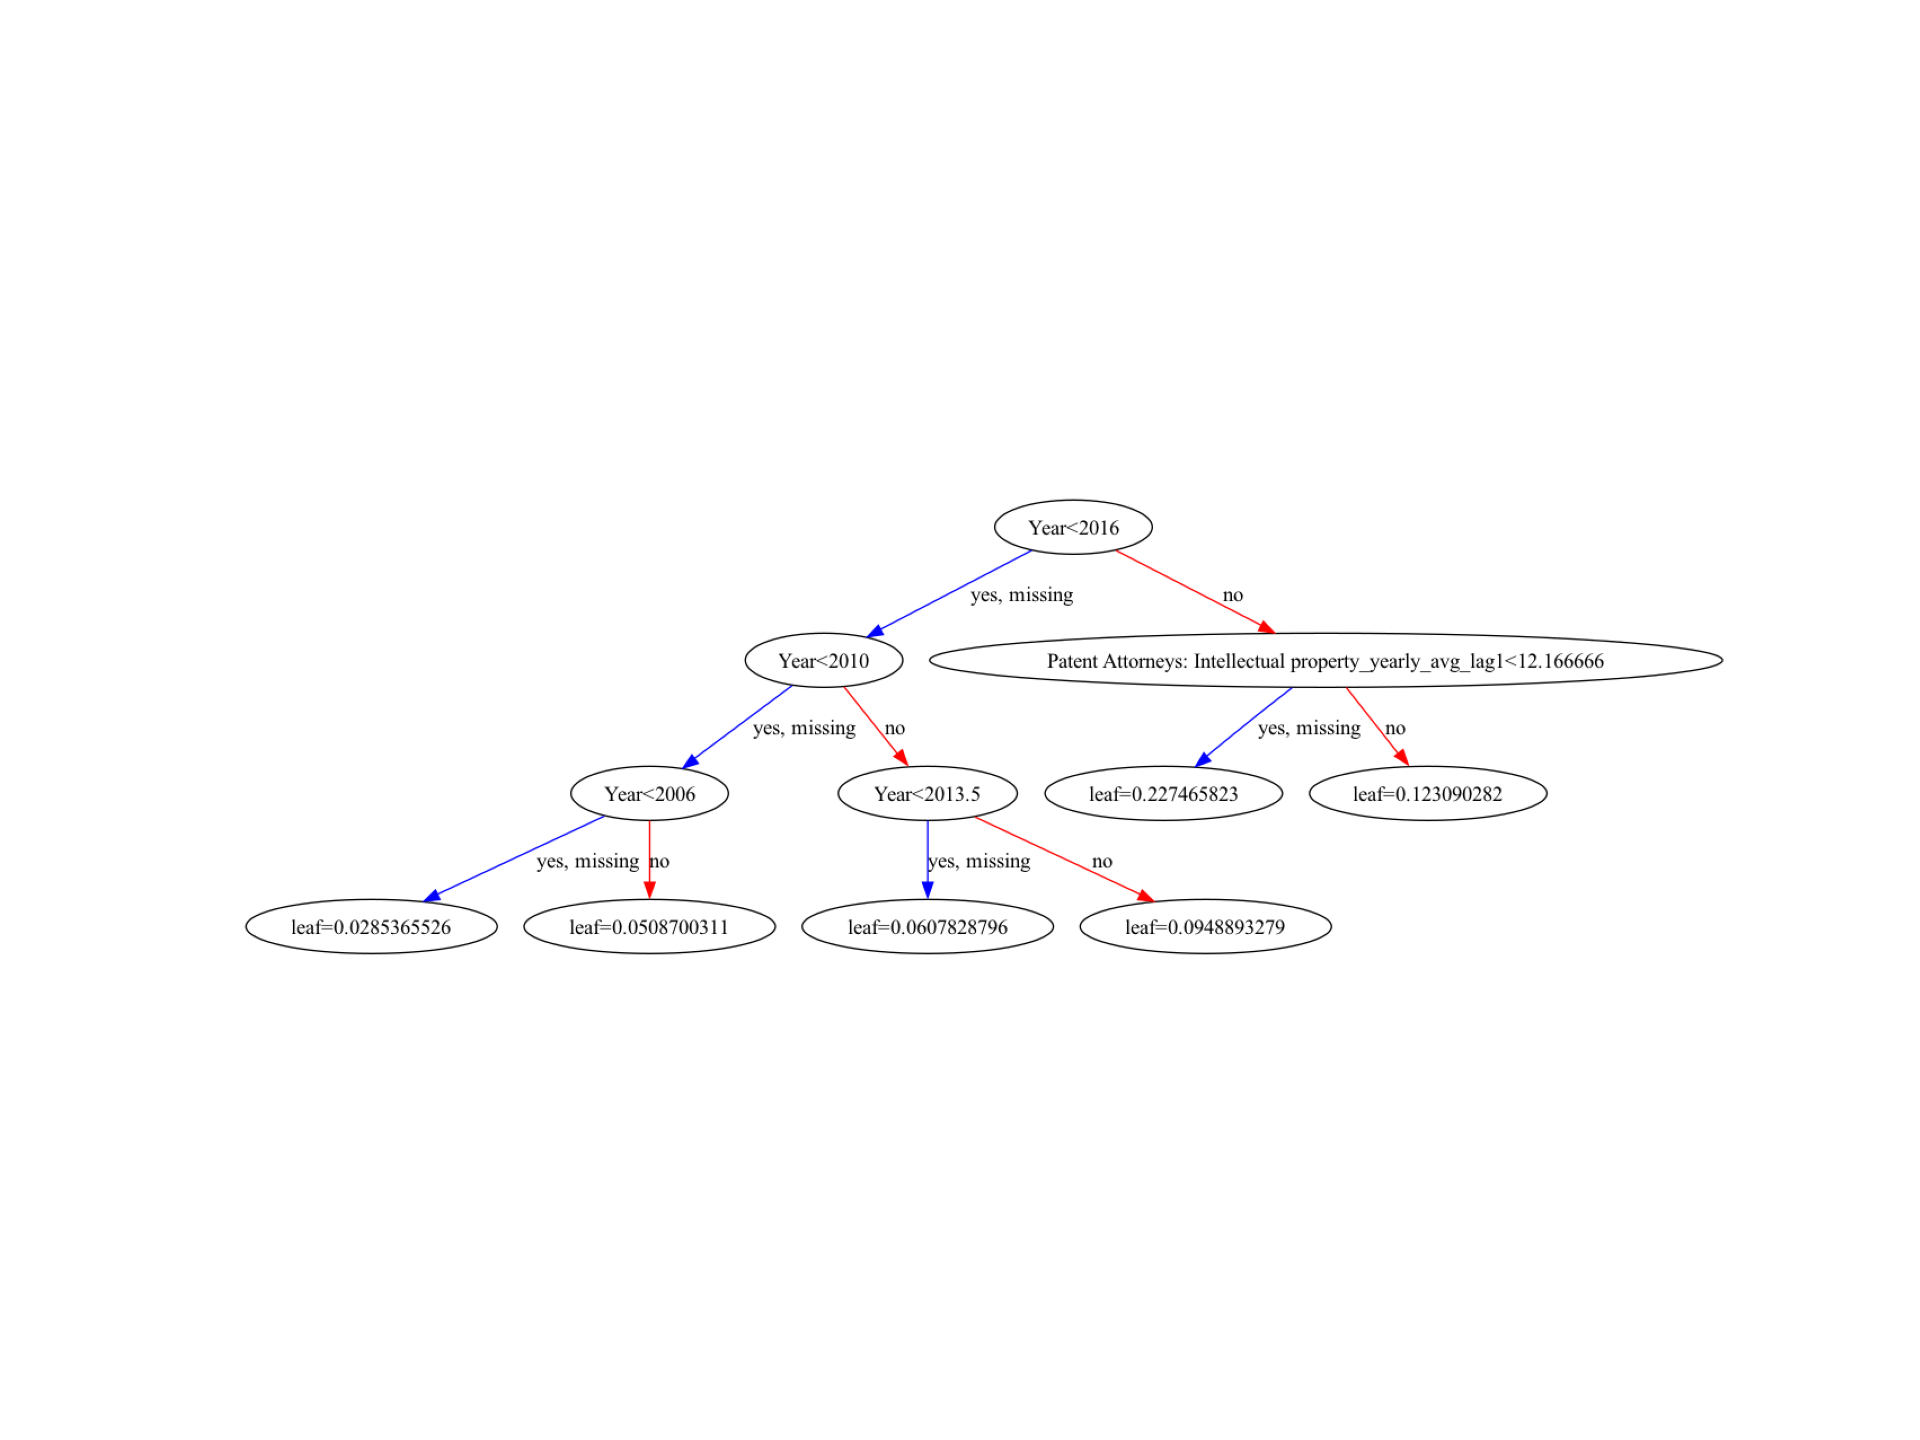 Year<2016
yes, missing
no
Year<2010
Patent Attorneys: Intellectual property_yearly_avg_lag1<12.166666
yes, missing
no
yes, missing
no
Year<2006
Year<2013.5
leaf=0.227465823
leaf=0.123090282
yes, missing
no
yes, missing
no
leaf=0.0285365526
leaf=0.0508700311
leaf=0.0607828796
leaf=0.0948893279